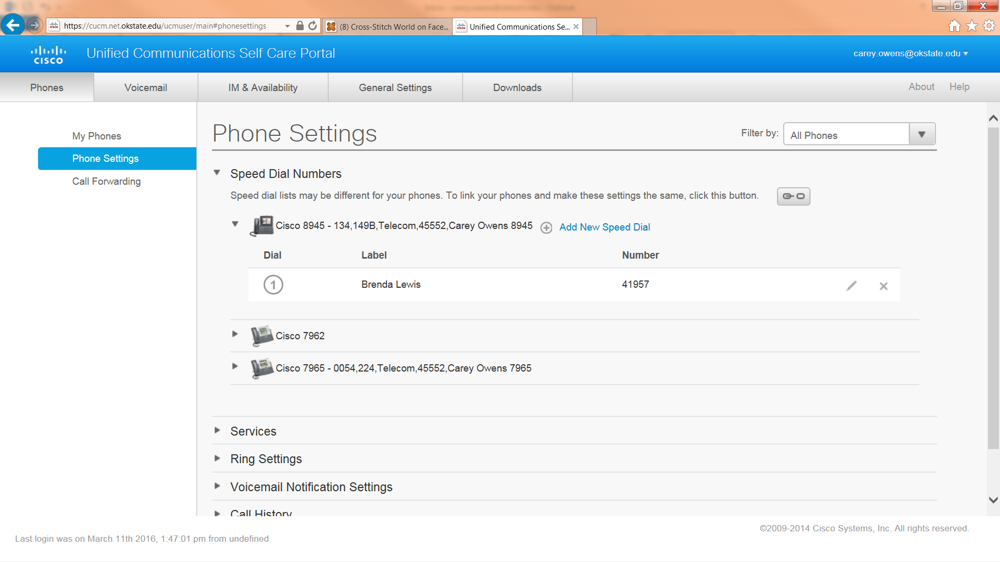 https://cucm.net.okstate.edu/ucmuser/main#phonesettings
(8) Cross-Stitch World on Face...
Unified Communications Se...
CISCO
Unified Communications Self Care Portal
carey.owens@okstate.edu
Phones
Voicemail
IM & Availability
General Settings
Downloads
About
Help
My Phones
Phone Settings
Call Forwarding
Phone Settings
Filter by:
All Phones
Speed Dial Numbers
Speed dial lists may be different for your phones. To link your phones and make these settings the same, click this button.
Cisco 8945 - 134,149B,Telecom,45552,Carey Owens 8945
Add New Speed Dial
Dial
Label
Number
1
Brenda Lewis
41957
Cisco 7962
Cisco 7965 - 0054,224,Telecom,45552,Carey Owens 7965
Services
Ring Settings
Voicemail Notification Settings
Call History
©2009-2014 Cisco Systems, Inc. All rights reserved.
Last login was on March 11th 2016, 1:47:01 pm from undefined